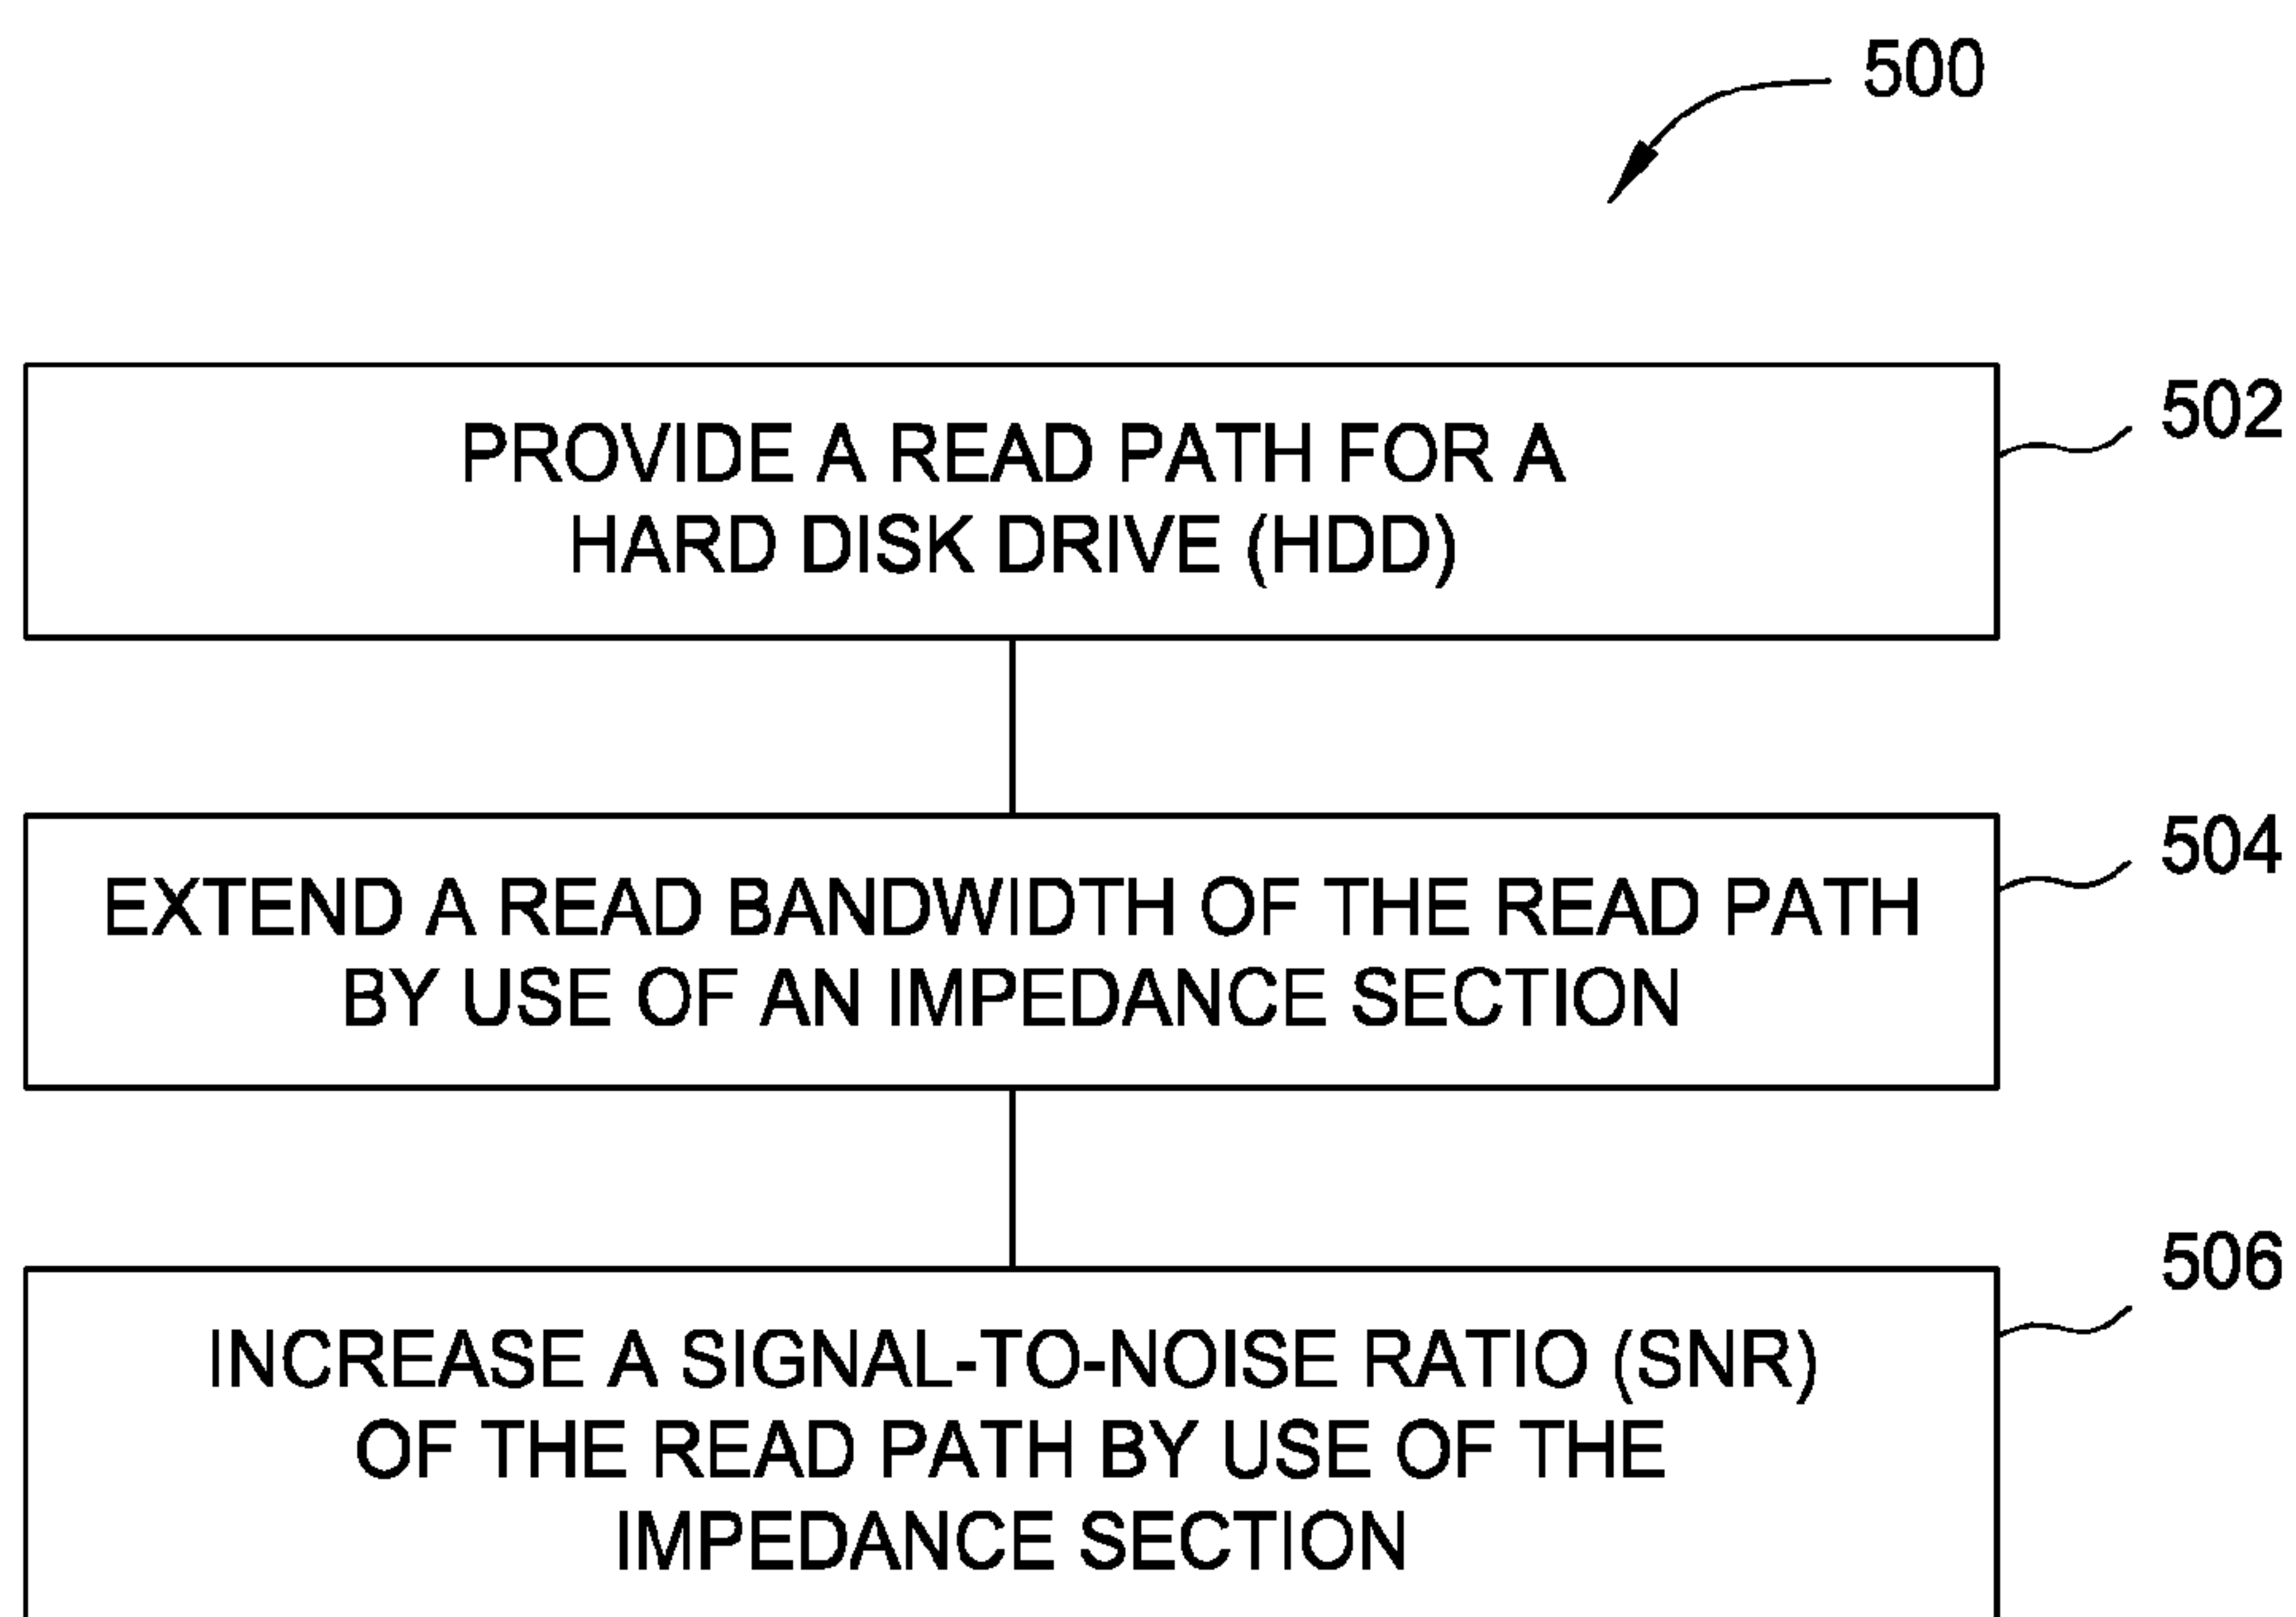 500
502
PROVIDE A READ PATH FOR A
HARD DISK DRIVE (HDD)
504
EXTEND A READ BANDWIDTH OF THE READ PATH
BY USE OF AN IMPEDANCE SECTION
506
INCREASE A SIGNAL-TO-NOISE RATIO (SNR)
OF THE READ PATH BY USE OF THE
IMPEDANCE SECTION